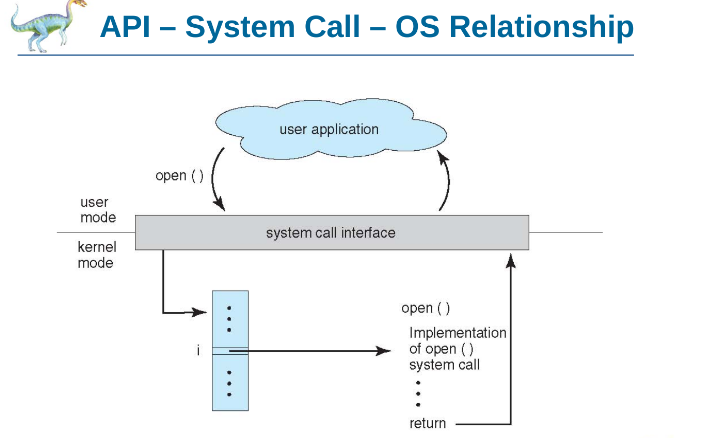 API – System Call – OS Relationship
user application
open ( )
user
mode
system call interface
kernel
mode
open ( )
Implementation
of open ( )
system call
i
return